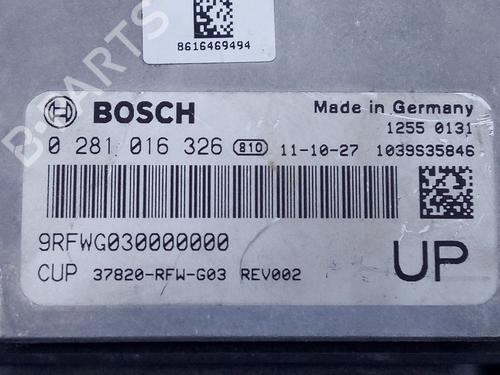 8616469494
B-PARTS
BOSCH
Made in Germany
1255 0131
0 281 016 326 810 11-10-27 1039S35846
9RFWG030000000
CUP 37820-RFW-G03 REV002
UP